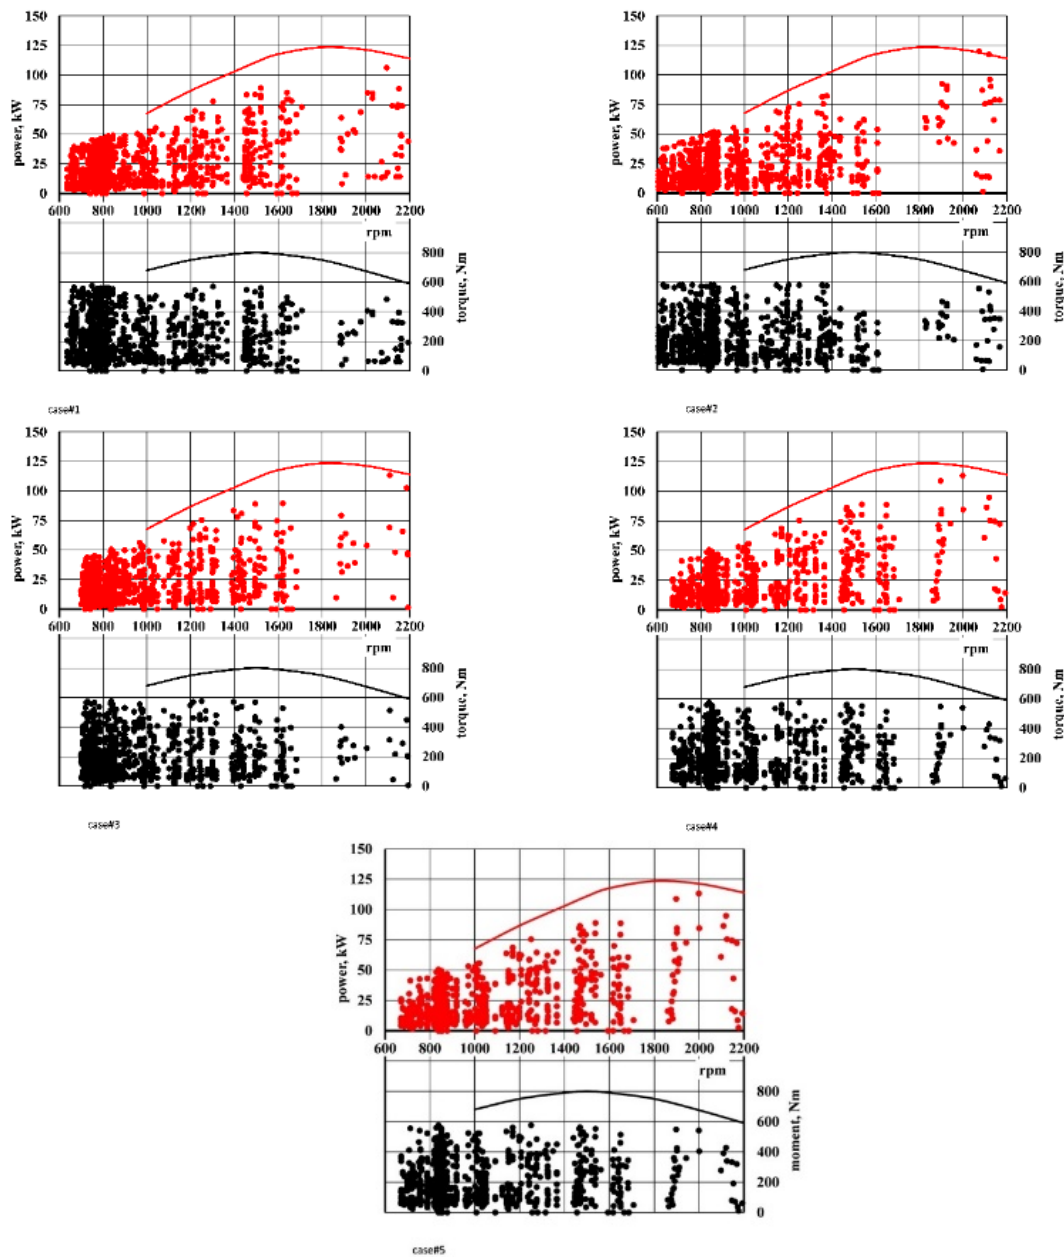 150 150
125 125
100 100
75 75
50 50
25 25
0 0
power, kW power, kW
600 800 1000 1200 1400 1600 1800 2000 2200 600 800 1000 1200 1400 1600 1800 2000 2200
rpm rpm
800 800
600 600
400 400
200 200
0 0
torque, Nm torque, Nm
case#1 case#2
150 150
125 125
100 100
75 75
50 50
25 25
0 0
power, kW power, kW
600 800 1000 1200 1400 1600 1800 2000 2200 600 800 1000 1200 1400 1600 1800 2000 2200
rpm rpm
800 800
600 600
400 400
200 200
0 0
torque, Nm torque, Nm
case#3 case#4
150
125
100
75
50
25
0
power, kW
600 800 1000 1200 1400 1600 1800 2000 2200
rpm
800
600
400
200
0
moment, Nm
case#5